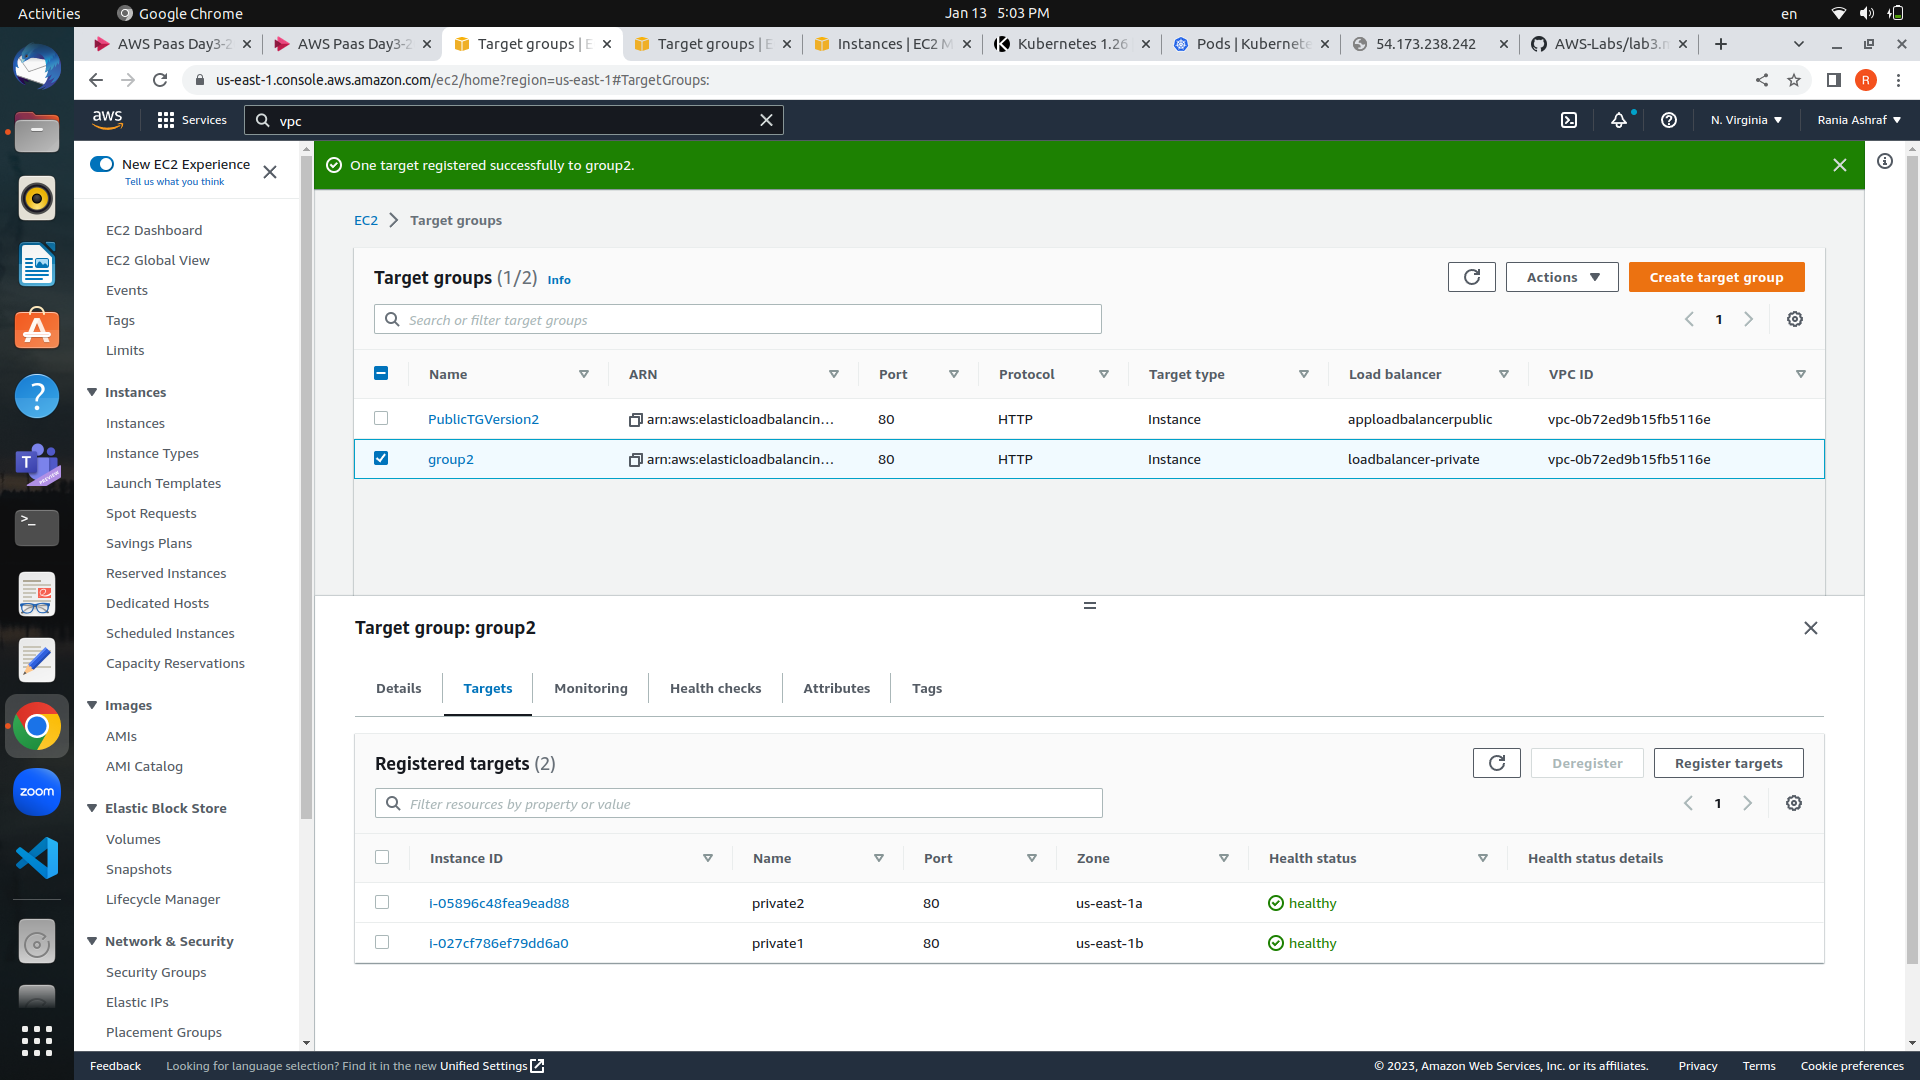 Activities
Google Chrome
Jan 13 5:03 PM
en
AWS Paas Day3-2
AWS Paas Day3-2
Target groups | E
Target groups | E
Instances | EC2 M
Kubernetes 1.26
Pods | Kubernete
54.173.238.242
AWS-Labs/lab3.m
us-east-1.console.aws.amazon.com/ec2/home?region=us-east-1#TargetGroups:
R
aws
Services
vpc
N. Virginia
Rania Ashraf
New EC2 Experience
Tell us what you think
EC2 Dashboard
EC2 Global View
Events
Tags
Limits
Instances
Instances
Instance Types
Launch Templates
Spot Requests
Savings Plans
Reserved Instances
Dedicated Hosts
Scheduled Instances
Capacity Reservations
Images
AMIs
AMI Catalog
Elastic Block Store
Volumes
Snapshots
Lifecycle Manager
Network & Security
Security Groups
Elastic IPs
Placement Groups
One target registered successfully to group2.
EC2 > Target groups
Target groups (1/2) Info
Actions
Create target group
Search or filter target groups
1
Name ARN Port Protocol Target type Load balancer VPC ID
PublicTGVersion2 arn:aws:elasticloadbalancin... 80 HTTP Instance apploadbalancerpublic vpc-0b72ed9b15fb5116e
group2 arn:aws:elasticloadbalancin... 80 HTTP Instance loadbalancer-private vpc-0b72ed9b15fb5116e
Target group: group2
Details Targets Monitoring Health checks Attributes Tags
Registered targets (2)
Deregister
Register targets
Filter resources by property or value
1
Instance ID Name Port Zone Health status Health status details
i-05896c48fea9ead88 private2 80 us-east-1a healthy
i-027cf786ef79dd6a0 private1 80 us-east-1b healthy
zoom
Feedback
Looking for language selection? Find it in the new Unified Settings
© 2023, Amazon Web Services, Inc. or its affiliates.
Privacy
Terms
Cookie preferences